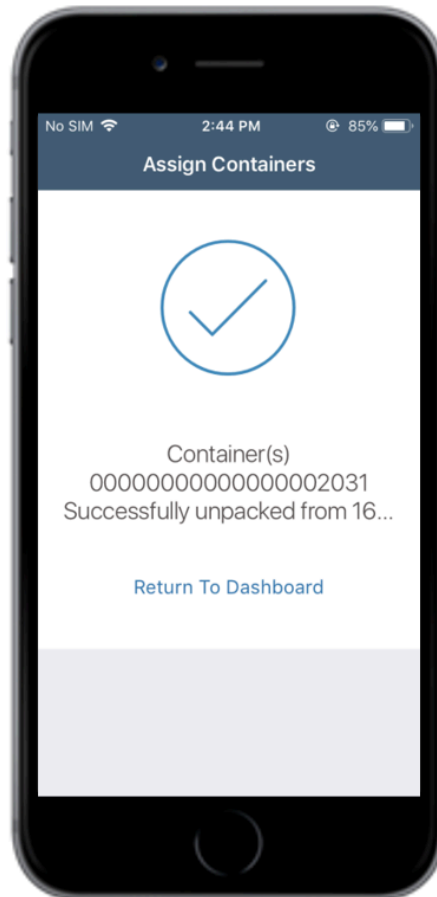 No SIM 2:44 PM 85%
Assign Containers
Container(s)
00000000000000002031
Successfully unpacked from 16...
Return To Dashboard